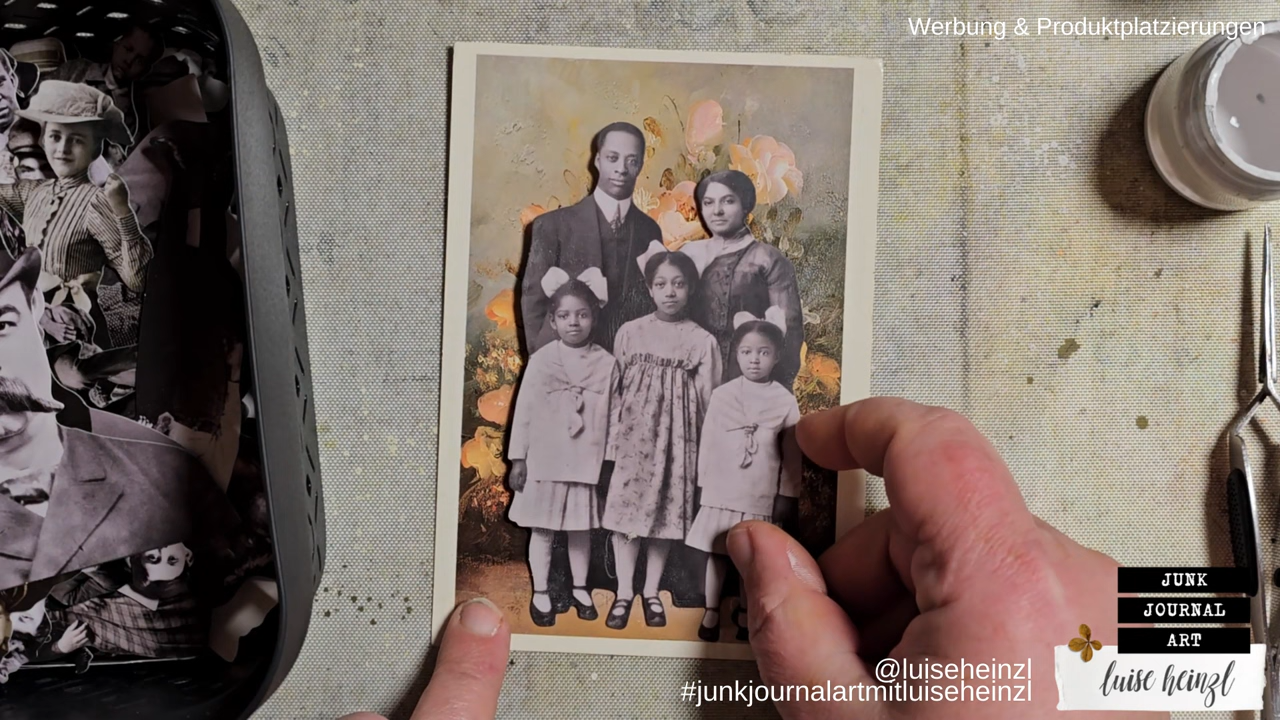 Werbung & Produktplatzierungen
JUNK
JOURNAL
ART
@luiseheinzl
#junkjournalartmitluiseheinzl
luise heinzl